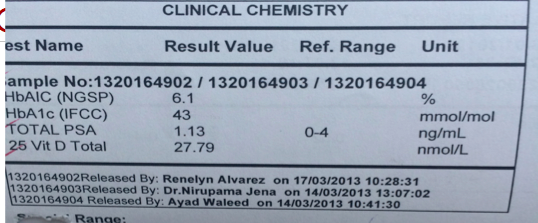 CLINICAL CHEMISTRY
est Name Result Value Ref. Range Unit
ample No:1320164902 / 1320164903 / 1320164904
HbAIC (NGSP) 6.1 %
HbA1c (IFCC) 43 mmol/mol
TOTAL PSA 1.13 0-4 ng/mL
25 Vit D Total 27.79 nmol/L
1320164902Released By: Renelyn Alvarez on 17/03/2013 10:28:31
1320164903Released By: Dr.Nirupama Jena on 14/03/2013 13:07:02
1320164904 Released By: Ayad Waleed on 14/03/2013 10:41:30
Range: